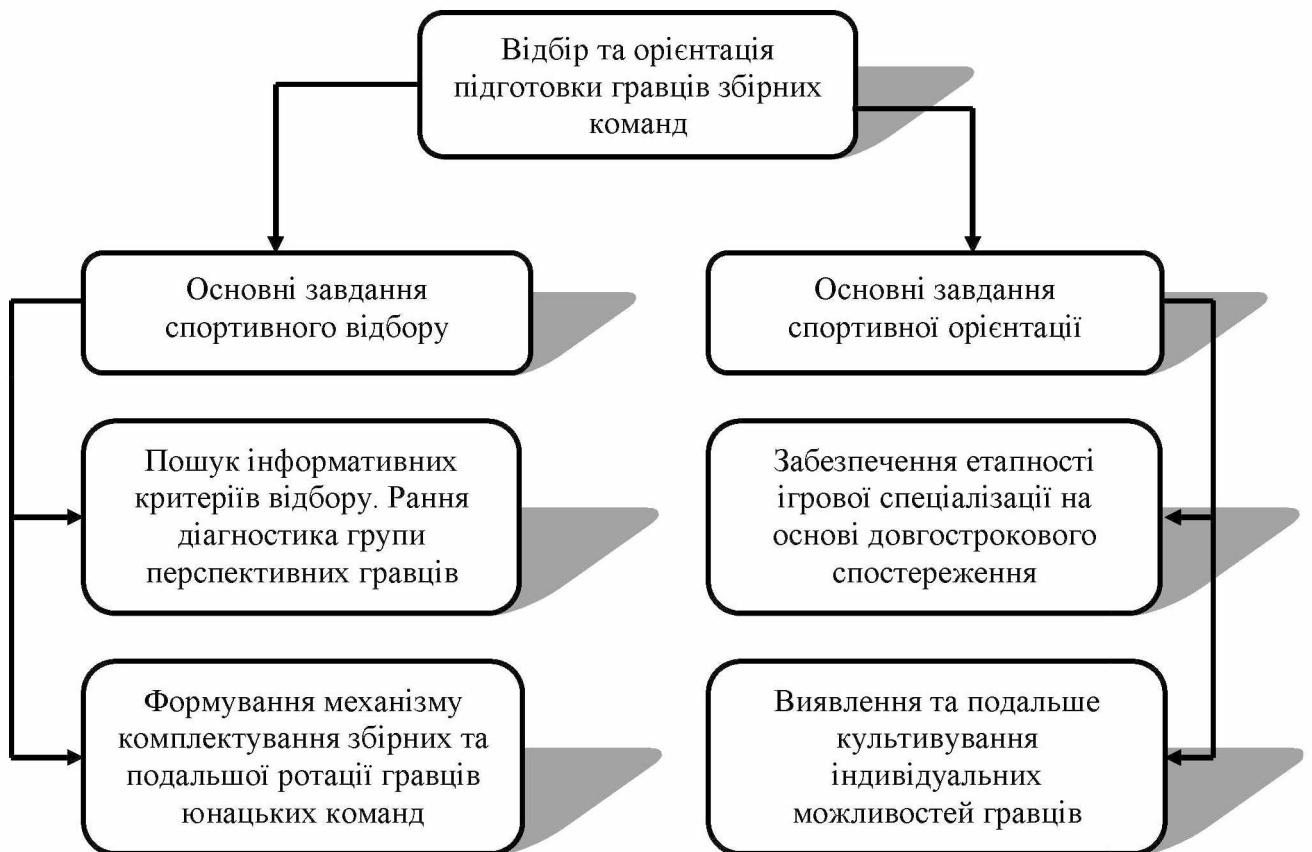 Відбір та орієнтація
підготовки гравців збірних
команд
Основні завдання
спортивного відбору
Основні завдання
спортивної орієнтації
Пошук інформативних
критеріїв відбору. Рання
діагностика групи
перспективних гравців
Забезпечення етапності
ігрової спеціалізації на
основі довгострокового
спостереження
Формування механізму
комплектування збірних та
подальшої ротації гравців
юнацьких команд
Виявлення та подальше
культивування
індивідуальних
можливостей гравців